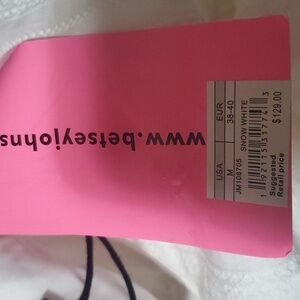 www.betseyjohns
USA EUR
M 38-40
JM108705 SNOW WHITE
Suggested
Retail price $129.00